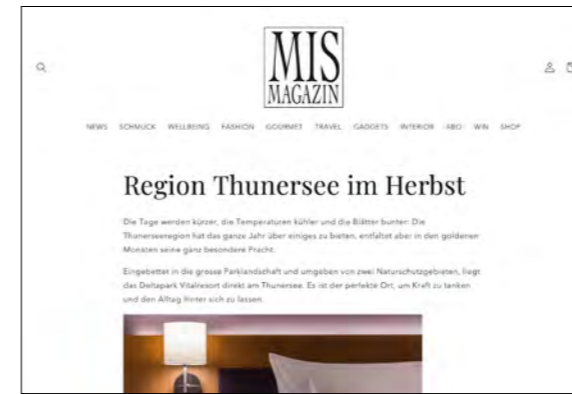 MIS
MAGAZIN
NEWS SCHMUCK WELLBEING FASHION GOURMET TRAVEL GADGETS INTERIOR ABO WIN SHOP
Region Thunersee im Herbst
Die Tage werden kürzer, die Temperaturen kühler und die Blätter bunter: Die
Thunerseeregion hat das ganze Jahr über einiges zu bieten, entfaltet aber in den goldenen
Monaten seine ganz besondere Pracht.
Eingebettet in die grosse Parklandschaft und umgeben von zwei Naturschutzgebieten, liegt
das Deltapark Vitalresort direkt am Thunersee. Es ist der perfekte Ort, um Kraft zu tanken
und den Alltag hinter sich zu lassen.